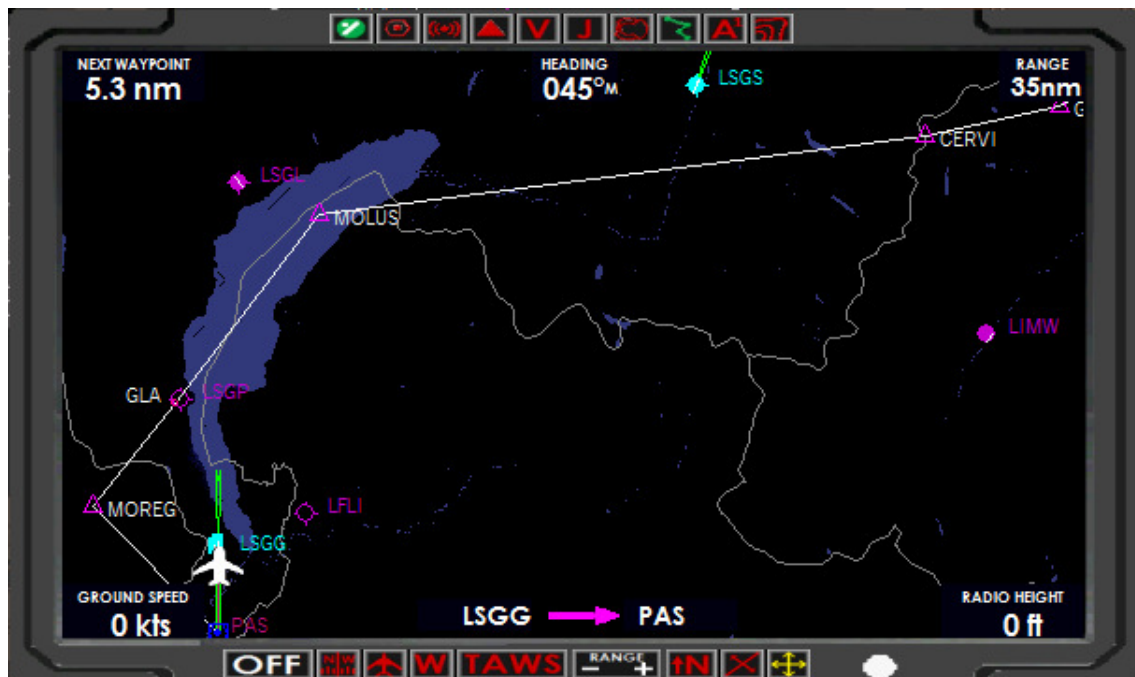 V J A¹
NEXT WAYPOINT
5.3 nm
HEADING
045°M
RANGE
35nm
LSGS
G
CERVI
LSGL
MOLUS
LIMW
GLA
LSGP
MOREG
LFLI
LSGG
GROUND SPEED
0 kts
PAS
LSGG PAS
RADIO HEIGHT
0 ft
OFF N W W TAWS - RANGE + N